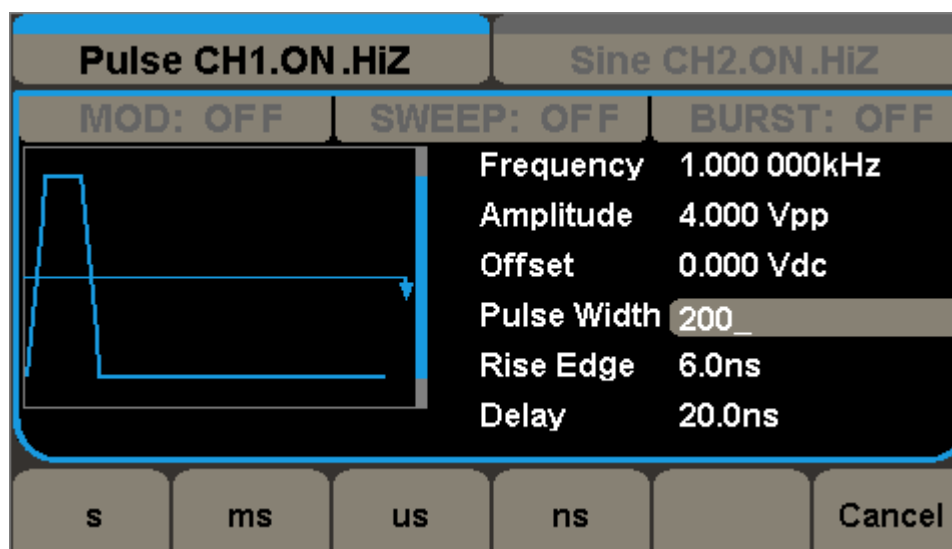 Pulse CH1.ON.HiZ
Sine CH2.ON.HiZ
MOD: OFF
SWEEP: OFF
BURST: OFF
Frequency 1.000 000kHz
Amplitude 4.000 Vpp
Offset 0.000 Vdc
Pulse Width 200_
Rise Edge 6.0ns
Delay 20.0ns
s ms us ns Cancel